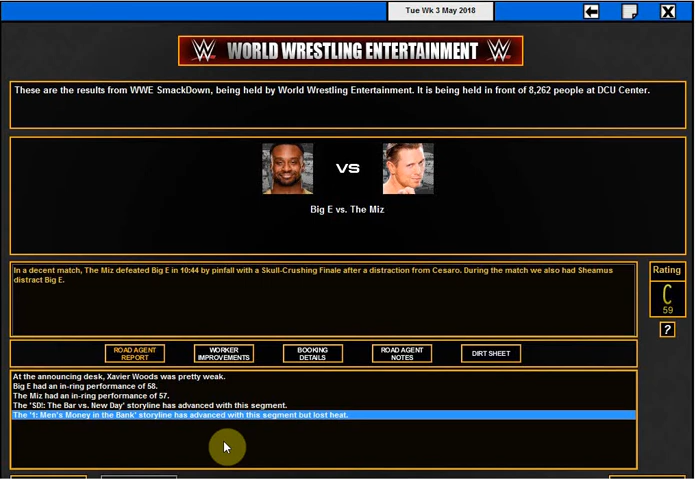 Tue Wk 3 May 2018
WORLD WRESTLING ENTERTAINMENT
These are the results from WWE SmackDown, being held by World Wrestling Entertainment. It is being held in front of 8,262 people at DCU Center.
VS
Big E vs. The Miz
In a decent match, The Miz defeated Big E in 10:44 by pinfall with a Skull-Crushing Finale after a distraction from Cesaro. During the match we also had Sheamus
distract Big E.
Rating
C
59
?
ROAD AGENT
REPORT
WORKER
IMPROVEMENTS
BOOKING
DETAILS
ROAD AGENT
NOTES
DIRT SHEET
At the announcing desk, Xavier Woods was pretty weak.
Big E had an in-ring performance of 58.
The Miz had an in-ring performance of 57.
The 'SD!: The Bar vs. New Day' storyline has advanced with this segment.
The '1: Men's Money in the Bank' storyline has advanced with this segment but lost heat.